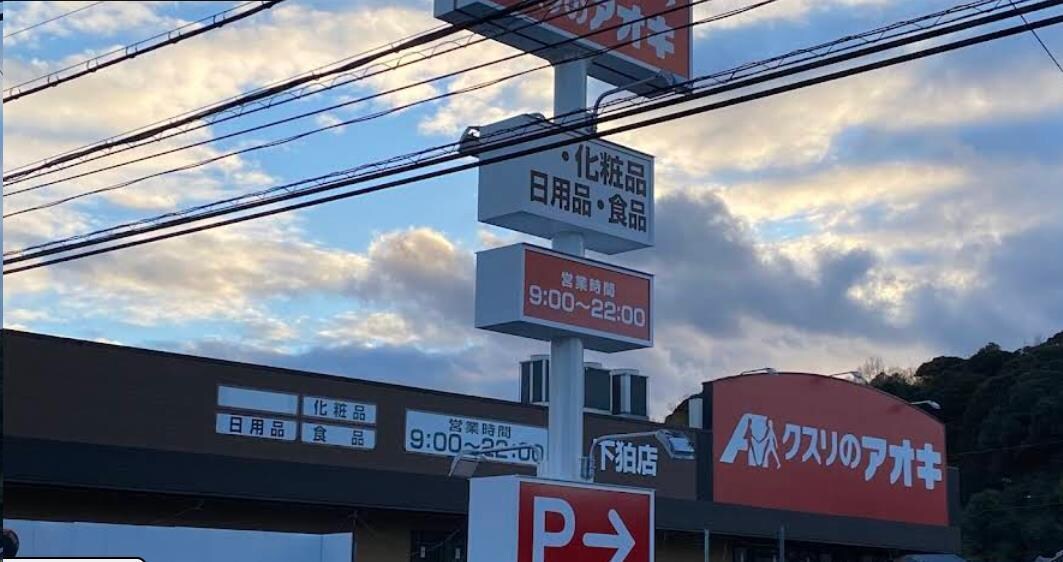 のアオキ
・化粧品
日用品・食品
営業時間
9:00～22:00
化粧品
日用品
食品
営業時間
9:00～22:00
下狛店
クスリのアオキ
P→